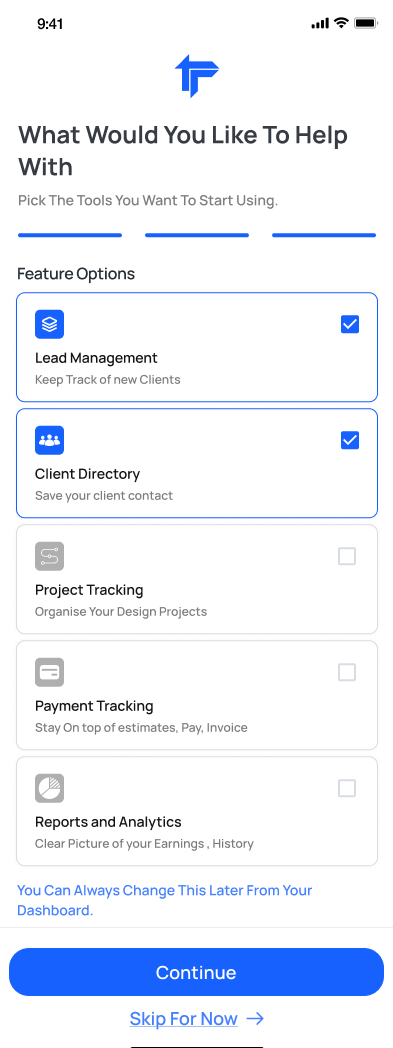 9:41
What Would You Like To Help
With
Pick The Tools You Want To Start Using.
Feature Options
Lead Management
Keep Track of new Clients
Client Directory
Save your client contact
Project Tracking
Organise Your Design Projects
Payment Tracking
Stay On top of estimates, Pay, Invoice
Reports and Analytics
Clear Picture of your Earnings , History
You Can Always Change This Later From Your
Dashboard.
Continue
Skip For Now